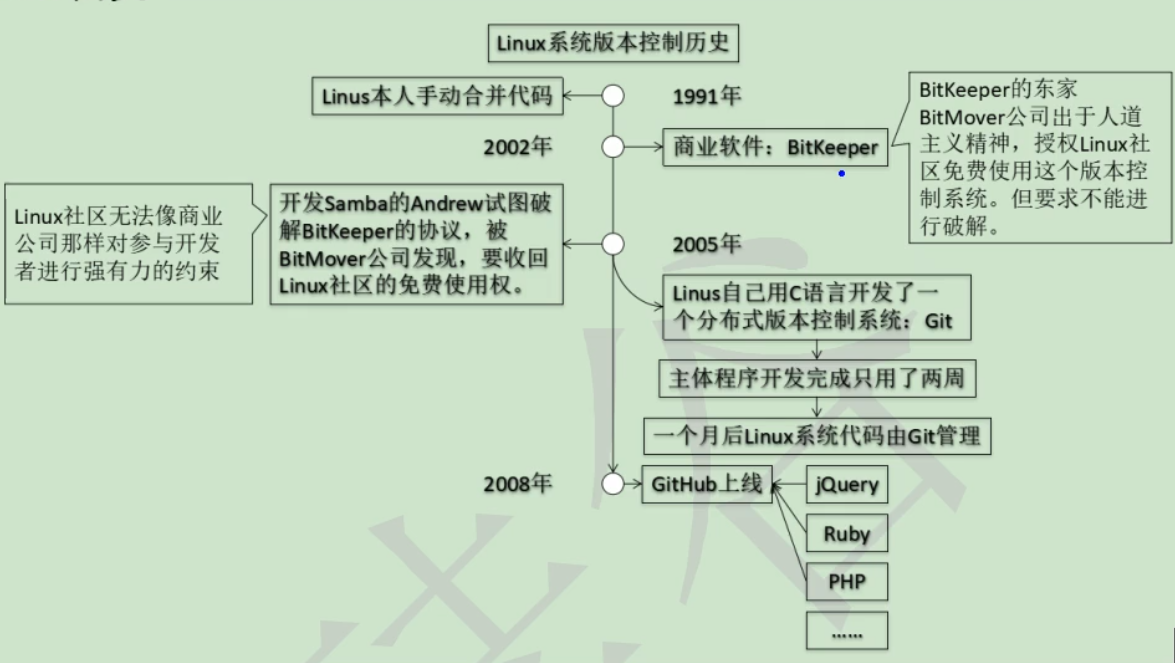 Linux系统版本控制历史
Linus本人手动合并代码
1991年
BitKeeper的东家
BitMover公司出于人道
主义精神，授权Linux社
区免费使用这个版本控
制系统。但要求不能进
行破解。
2002年
商业软件：BitKeeper
Linux社区无法像商业
公司那样对参与开发
者进行强有力的约束
开发Samba的Andrew试图破
解BitKeeper的协议，被
BitMover公司发现，要收回
Linux社区的免费使用权。
2005年
Linus自己用C语言开发了一
个分布式版本控制系统：Git
主体程序开发完成只用了两周
一个月后Linux系统代码由Git管理
2008年
GitHub上线
jQuery
Ruby
PHP
……